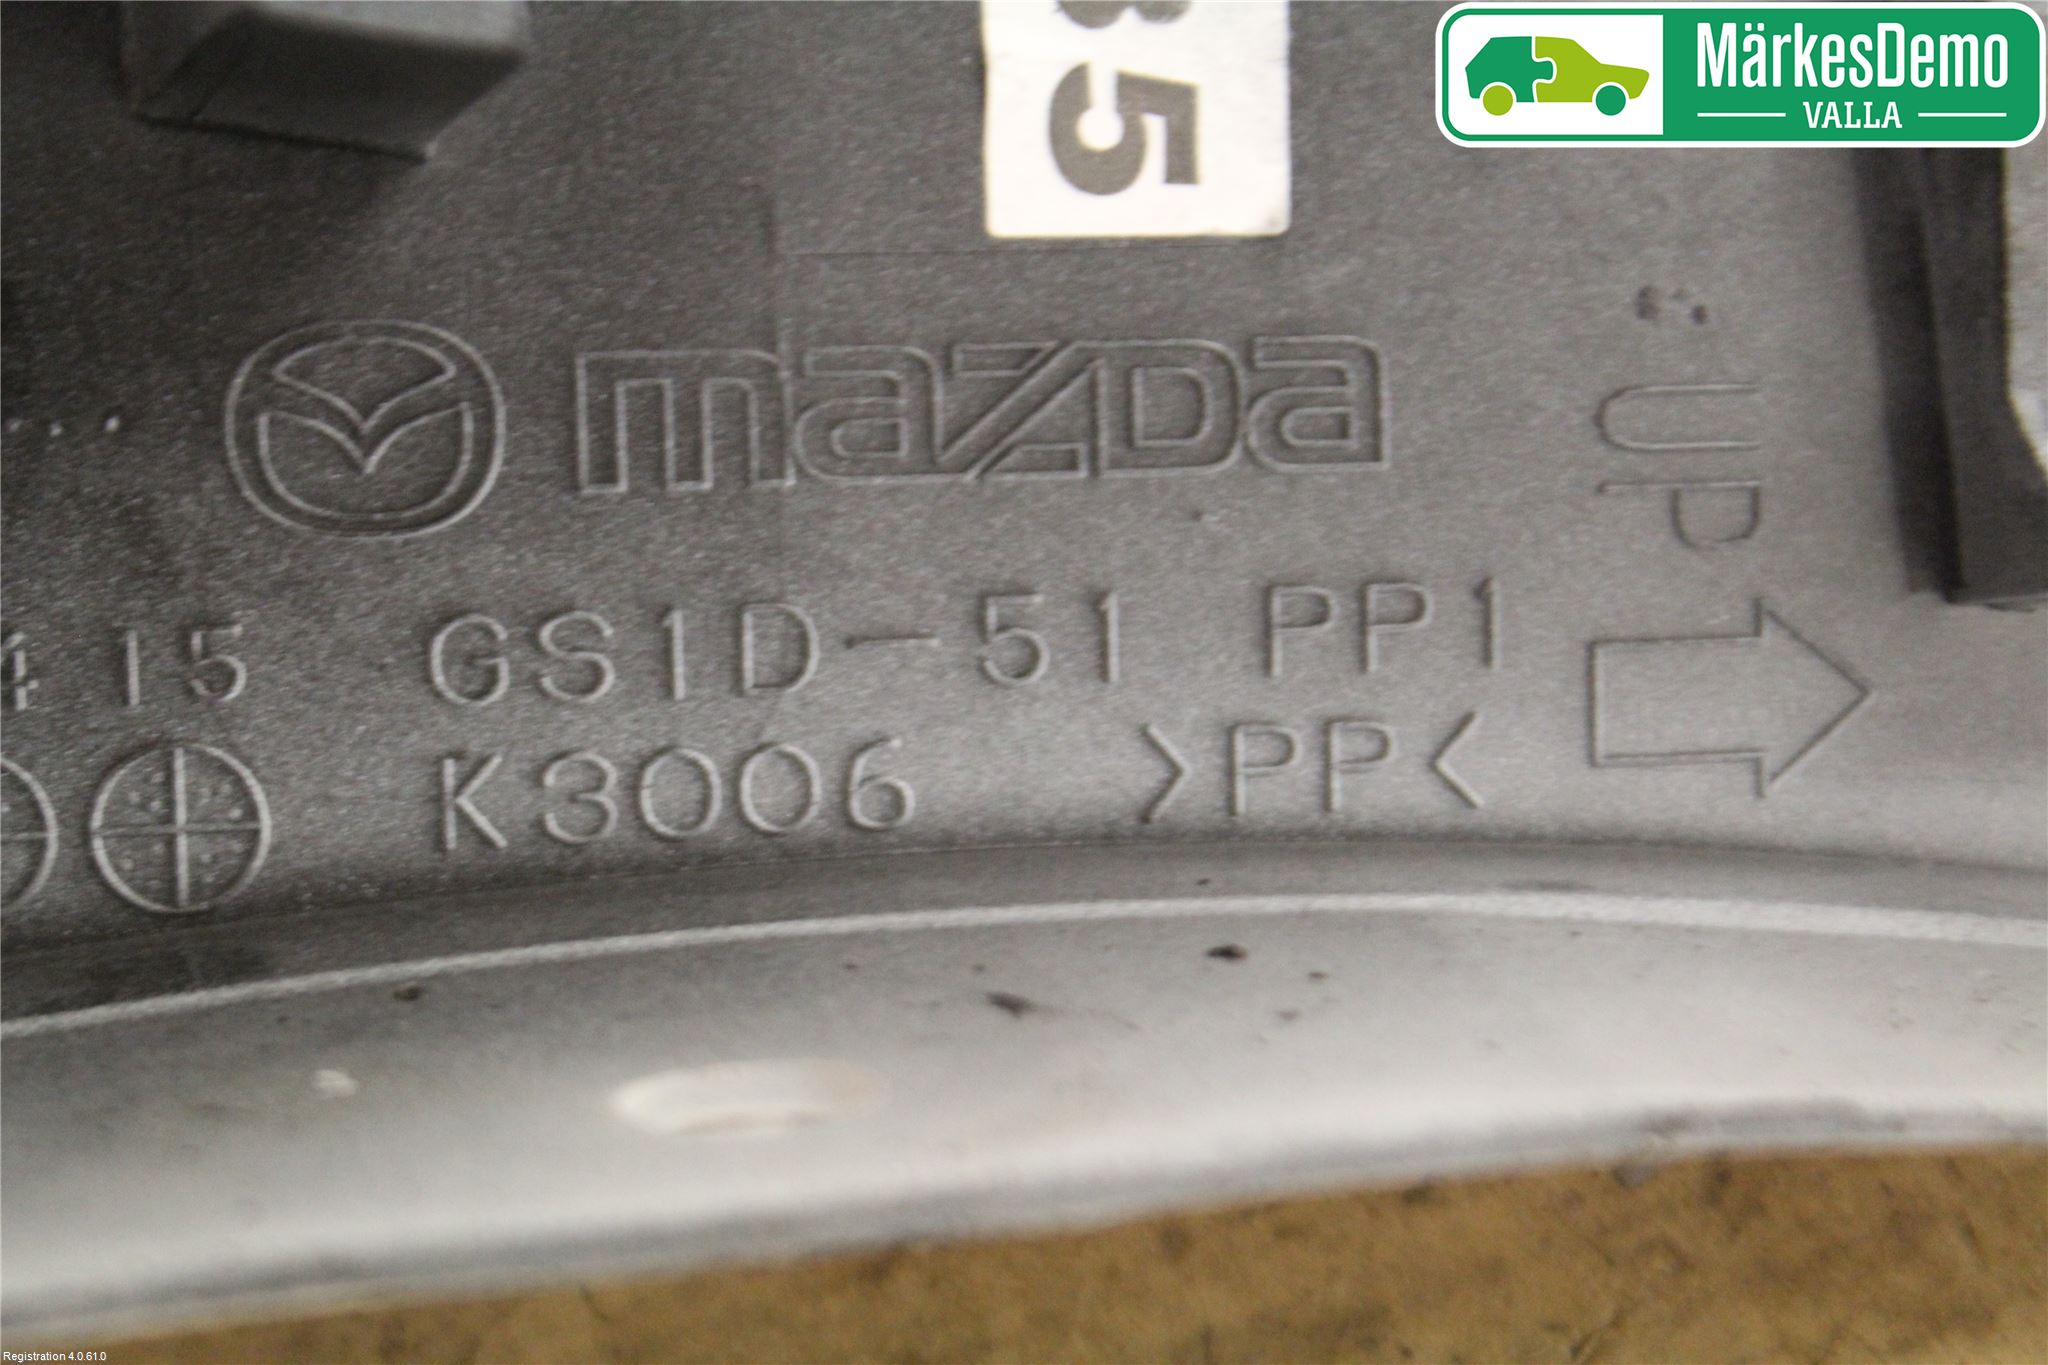 35
MärkesDemo
VALLA
mazda
UP
415 GS1D-51 PP1
K3006 >PP<
Registration 4.0.61.0